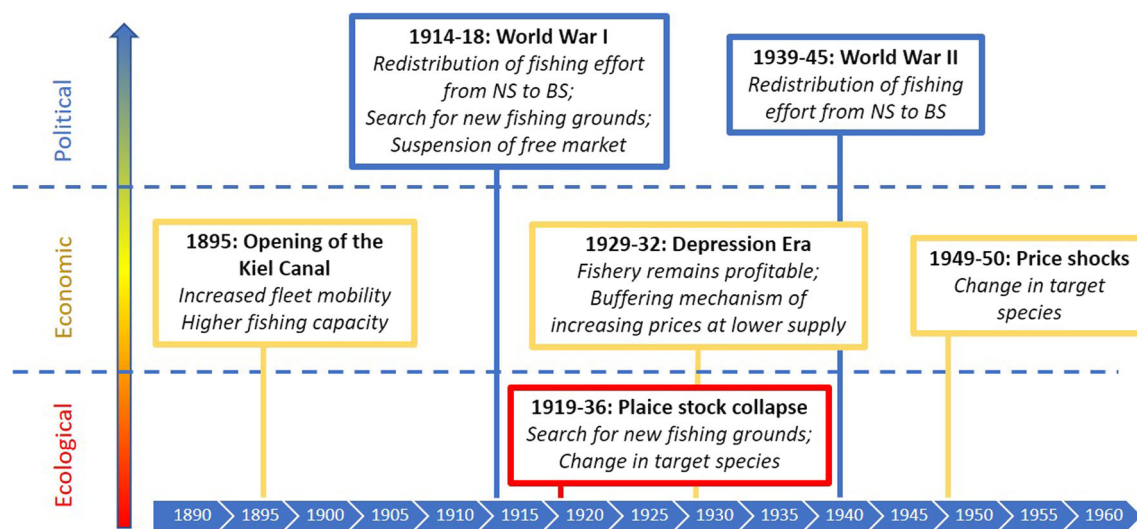 Political
1914-18: World War I
Redistribution of fishing effort
from NS to BS;
Search for new fishing grounds;
Suspension of free market
1939-45: World War II
Redistribution of fishing
effort from NS to BS
Economic
1895: Opening of the
Kiel Canal
Increased fleet mobility
Higher fishing capacity
1929-32: Depression Era
Fishery remains profitable;
Buffering mechanism of
increasing prices at lower supply
1949-50: Price shocks
Change in target
species
Ecological
1919-36: Plaice stock collapse
Search for new fishing grounds;
Change in target species
1890 1895 1900 1905 1910 1915 1920 1925 1930 1935 1940 1945 1950 1955 1960